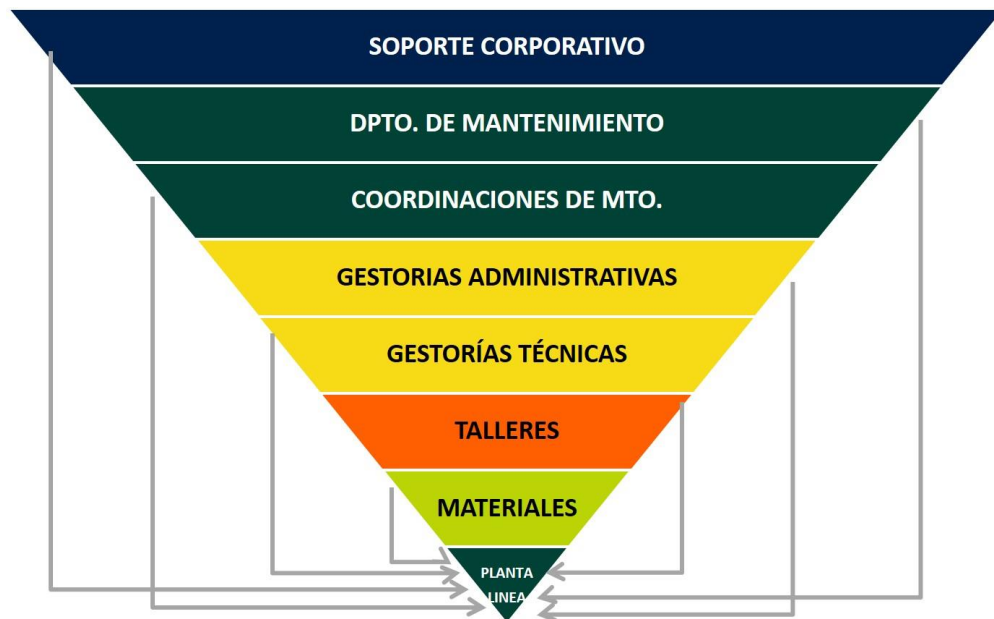 SOPORTE CORPORATIVO
DPTO. DE MANTENIMIENTO
COORDINACIONES DE MTO.
GESTORIAS ADMINISTRATIVAS
GESTORÍAS TÉCNICAS
TALLERES
MATERIALES
PLANTA
LINEA